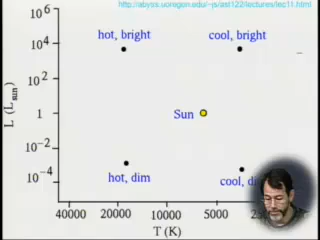 http://abyss.uoregon.edu/~js/ast122/lectures/lec11.html
10^6
hot, bright
cool, bright
10^4
10^2
L (L_sun)
1
Sun
10^-2
10^-4
hot, dim
cool,
40000
20000
10000
5000
T (K)